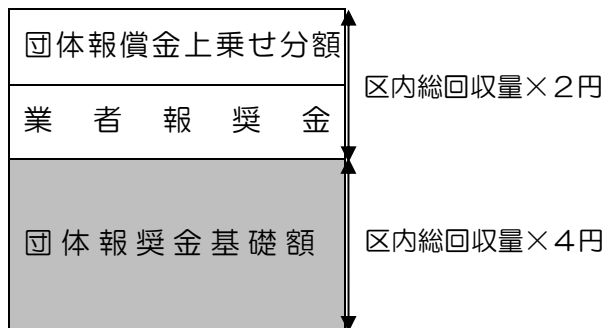 団体報償金上乗せ分額
区内総回収量×２円
業者報奨金
団体報奨金基礎額
区内総回収量×４円